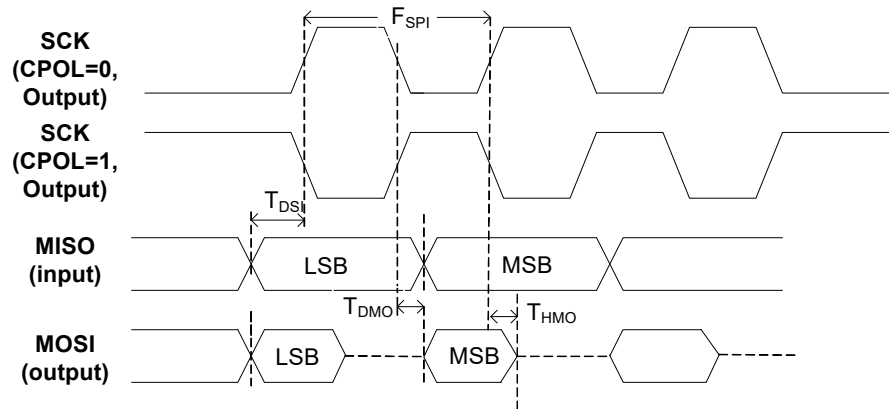 F_SPI
SCK
(CPOL=0,
Output)
SCK
(CPOL=1,
Output)
T_DSI
MISO
(input)
LSB
MSB
T_DMO
T_HMO
MOSI
(output)
LSB
MSB